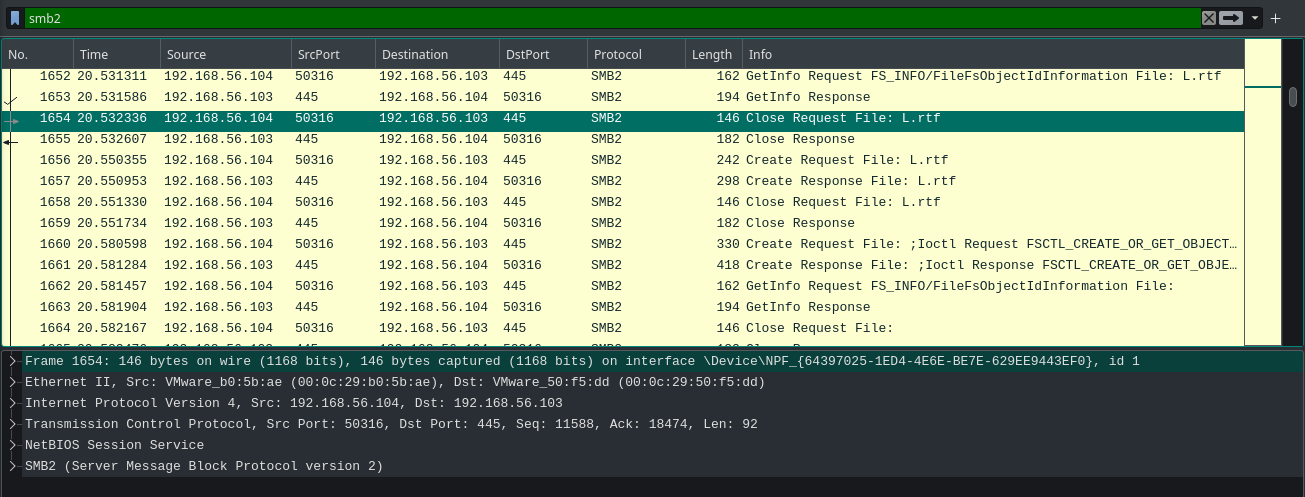 smb2
No. Time Source SrcPort Destination DstPort Protocol Length Info
1652 20.531311 192.168.56.104 50316 192.168.56.103 445 SMB2 162 GetInfo Request FS_INFO/FileFsObjectIdInformation File: L.rtf
1653 20.531586 192.168.56.103 445 192.168.56.104 50316 SMB2 194 GetInfo Response
1654 20.532336 192.168.56.104 50316 192.168.56.103 445 SMB2 146 Close Request File: L.rtf
1655 20.532607 192.168.56.103 445 192.168.56.104 50316 SMB2 182 Close Response
1656 20.550355 192.168.56.104 50316 192.168.56.103 445 SMB2 242 Create Request File: L.rtf
1657 20.550953 192.168.56.103 445 192.168.56.104 50316 SMB2 298 Create Response File: L.rtf
1658 20.551330 192.168.56.104 50316 192.168.56.103 445 SMB2 146 Close Request File: L.rtf
1659 20.551734 192.168.56.103 445 192.168.56.104 50316 SMB2 182 Close Response
1660 20.580598 192.168.56.104 50316 192.168.56.103 445 SMB2 330 Create Request File: ;Ioctl Request FSCTL_CREATE_OR_GET_OBJECT…
1661 20.581284 192.168.56.103 445 192.168.56.104 50316 SMB2 418 Create Response File: ;Ioctl Response FSCTL_CREATE_OR_GET_OBJE…
1662 20.581457 192.168.56.104 50316 192.168.56.103 445 SMB2 162 GetInfo Request FS_INFO/FileFsObjectIdInformation File:
1663 20.581904 192.168.56.103 445 192.168.56.104 50316 SMB2 194 GetInfo Response
1664 20.582167 192.168.56.104 50316 192.168.56.103 445 SMB2 146 Close Request File:
Frame 1654: 146 bytes on wire (1168 bits), 146 bytes captured (1168 bits) on interface \Device\NPF_{64397025-1ED4-4E6E-BE7E-629EE9443EF0}, id 1
Ethernet II, Src: VMware_b0:5b:ae (00:0c:29:b0:5b:ae), Dst: VMware_50:f5:dd (00:0c:29:50:f5:dd)
Internet Protocol Version 4, Src: 192.168.56.104, Dst: 192.168.56.103
Transmission Control Protocol, Src Port: 50316, Dst Port: 445, Seq: 11588, Ack: 18474, Len: 92
NetBIOS Session Service
SMB2 (Server Message Block Protocol version 2)